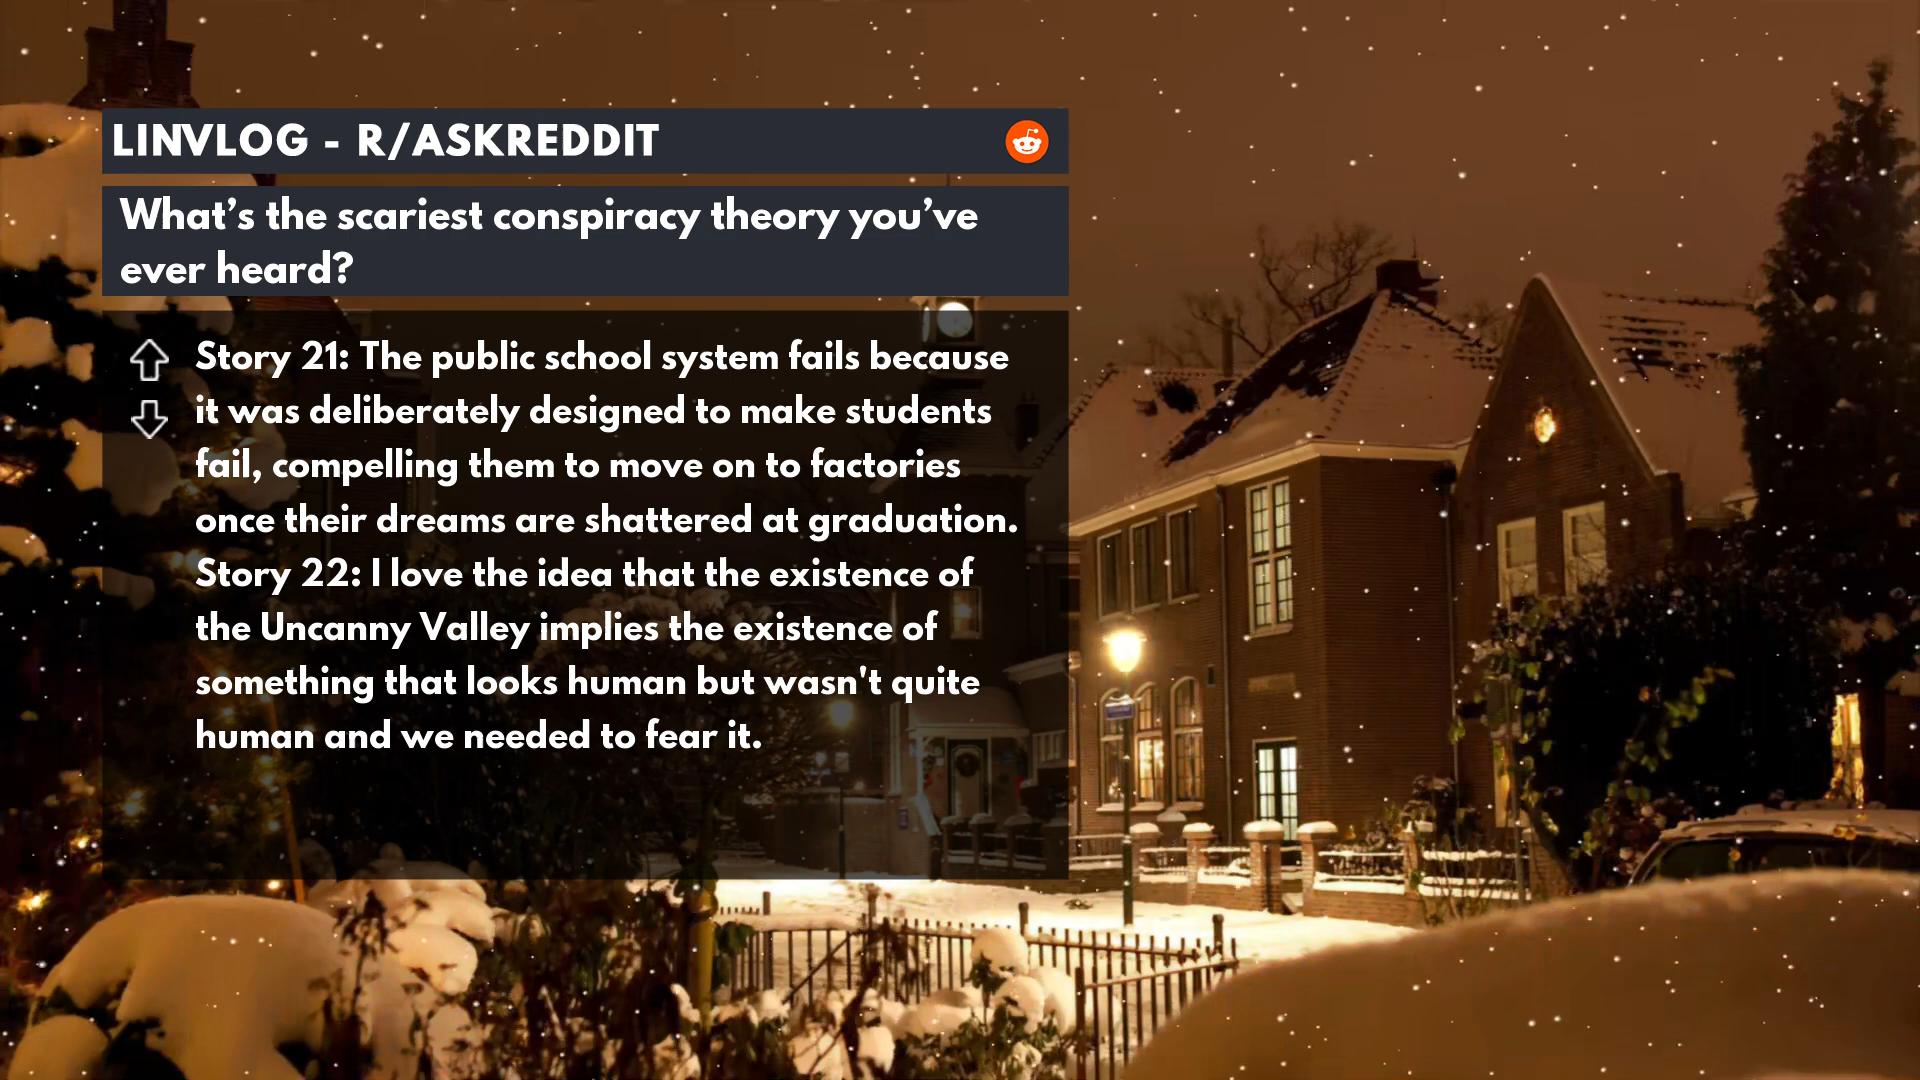 LINVLOG - R/ASKREDDIT
What’s the scariest conspiracy theory you’ve
ever heard?
Story 21: The public school system fails because
it was deliberately designed to make students
fail, compelling them to move on to factories
once their dreams are shattered at graduation.
Story 22: I love the idea that the existence of
the Uncanny Valley implies the existence of
something that looks human but wasn't quite
human and we needed to fear it.